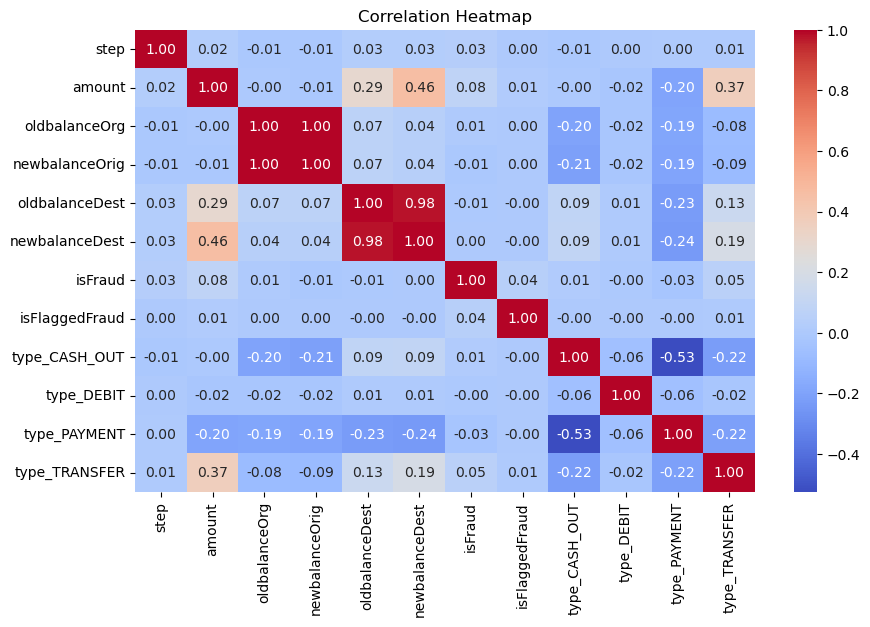 Correlation Heatmap
step 1.00 0.02 -0.01 -0.01 0.03 0.03 0.03 0.00 -0.01 0.00 0.00 0.01
amount 0.02 1.00 -0.00 -0.01 0.29 0.46 0.08 0.01 -0.00 -0.02 -0.20 0.37
oldbalanceOrg -0.01 -0.00 1.00 1.00 0.07 0.04 0.01 0.00 -0.20 -0.02 -0.19 -0.08
newbalanceOrig -0.01 -0.01 1.00 1.00 0.07 0.04 -0.01 0.00 -0.21 -0.02 -0.19 -0.09
oldbalanceDest 0.03 0.29 0.07 0.07 1.00 0.98 -0.01 -0.00 0.09 0.01 -0.23 0.13
newbalanceDest 0.03 0.46 0.04 0.04 0.98 1.00 0.00 -0.00 0.09 0.01 -0.24 0.19
isFraud 0.03 0.08 0.01 -0.01 -0.01 0.00 1.00 0.04 0.01 -0.00 -0.03 0.05
isFlaggedFraud 0.00 0.01 0.00 0.00 -0.00 -0.00 0.04 1.00 -0.00 -0.00 -0.00 0.01
type_CASH_OUT -0.01 -0.00 -0.20 -0.21 0.09 0.09 0.01 -0.00 1.00 -0.06 -0.53 -0.22
type_DEBIT 0.00 -0.02 -0.02 -0.02 0.01 0.01 -0.00 -0.00 -0.06 1.00 -0.06 -0.02
type_PAYMENT 0.00 -0.20 -0.19 -0.19 -0.23 -0.24 -0.03 -0.00 -0.53 -0.06 1.00 -0.22
type_TRANSFER 0.01 0.37 -0.08 -0.09 0.13 0.19 0.05 0.01 -0.22 -0.02 -0.22 1.00
step
amount
oldbalanceOrg
newbalanceOrig
oldbalanceDest
newbalanceDest
isFraud
isFlaggedFraud
type_CASH_OUT
type_DEBIT
type_PAYMENT
type_TRANSFER
1.0
0.8
0.6
0.4
0.2
0.0
−0.2
−0.4